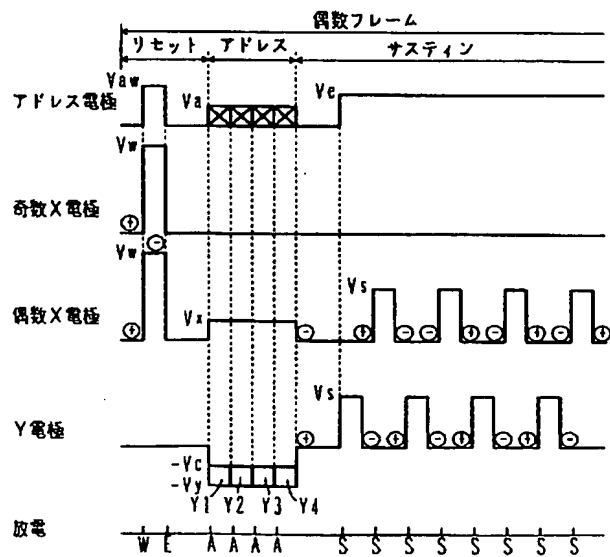 偶数フレーム
リセット アドレス サスティン
Vaw
アドレス電極 Va Ve
Vw
奇数X電極 +
−
Vw
偶数X電極 + Vx − Vs + − − + − + − + − +
Y電極 + Vs − + − + − + −
-Vc
-Vy
Y1 Y2 Y3 Y4
放電
W E A A A A S S S S S S S S